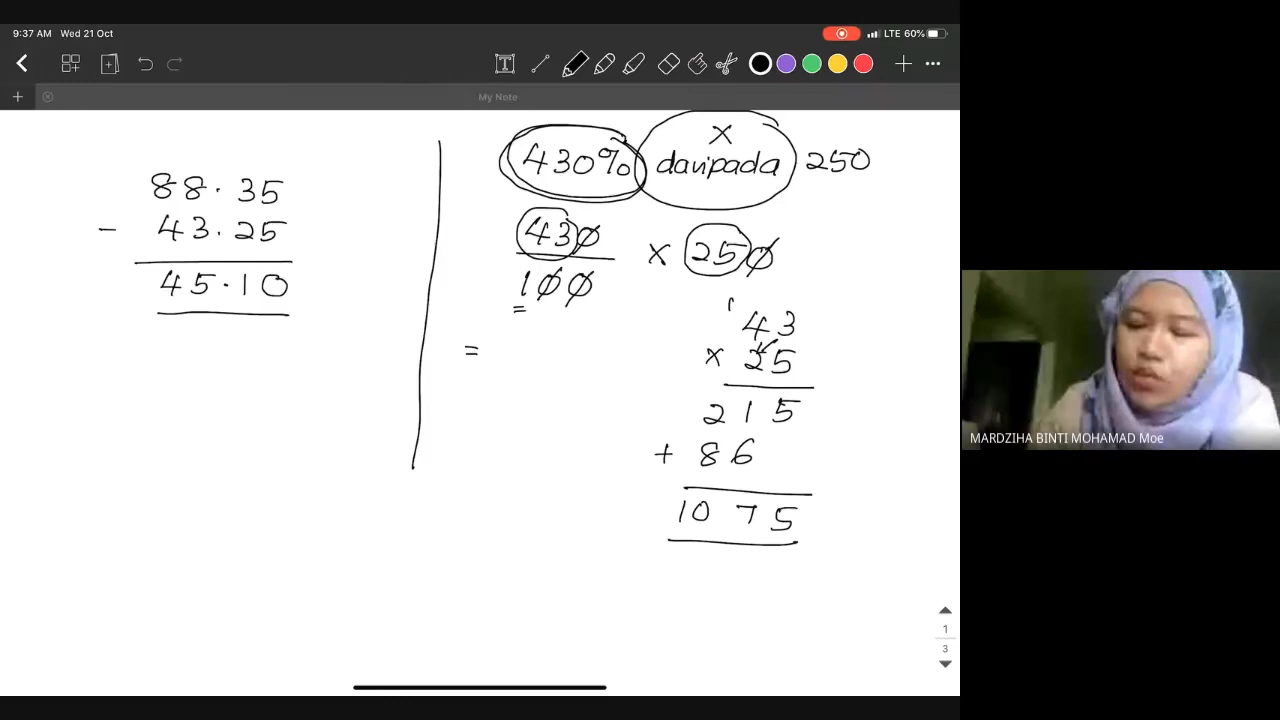 9:37 AM Wed 21 Oct
LTE 60%
My Note
88.35
- 43.25
45.10
430% x daripada 250
430 x 250
100
=
1
43
x 25
215
+ 86
1075
1
3
MARDZIHA BINTI MOHAMAD Moe